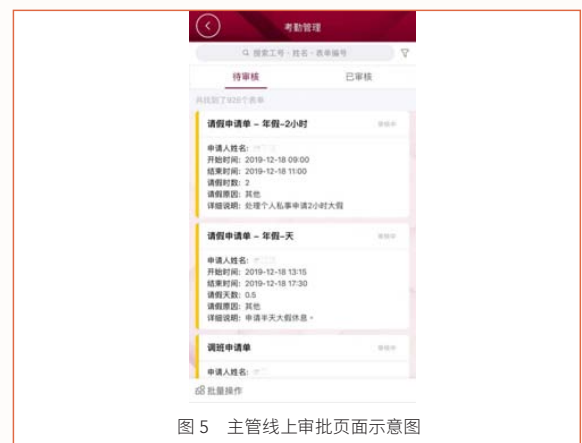 考勤管理
搜索工号、姓名、表单编号
待审核 已审核
共找到了928个表单
请假申请单 – 年假–2小时 审核中
申请人姓名:
开始时间: 2019-12-18 09:00
结束时间: 2019-12-18 11:00
请假时数: 2
请假原因: 其他
详细说明: 处理个人私事申请2小时大假
请假申请单 – 年假–天 审核中
申请人姓名:
开始时间: 2019-12-18 13:15
结束时间: 2019-12-18 17:30
请假天数: 0.5
请假原因: 其他
详细说明: 申请半天大假休息。
调班申请单 审核中
申请人姓名:
批量操作
图 5 主管线上审批页面示意图